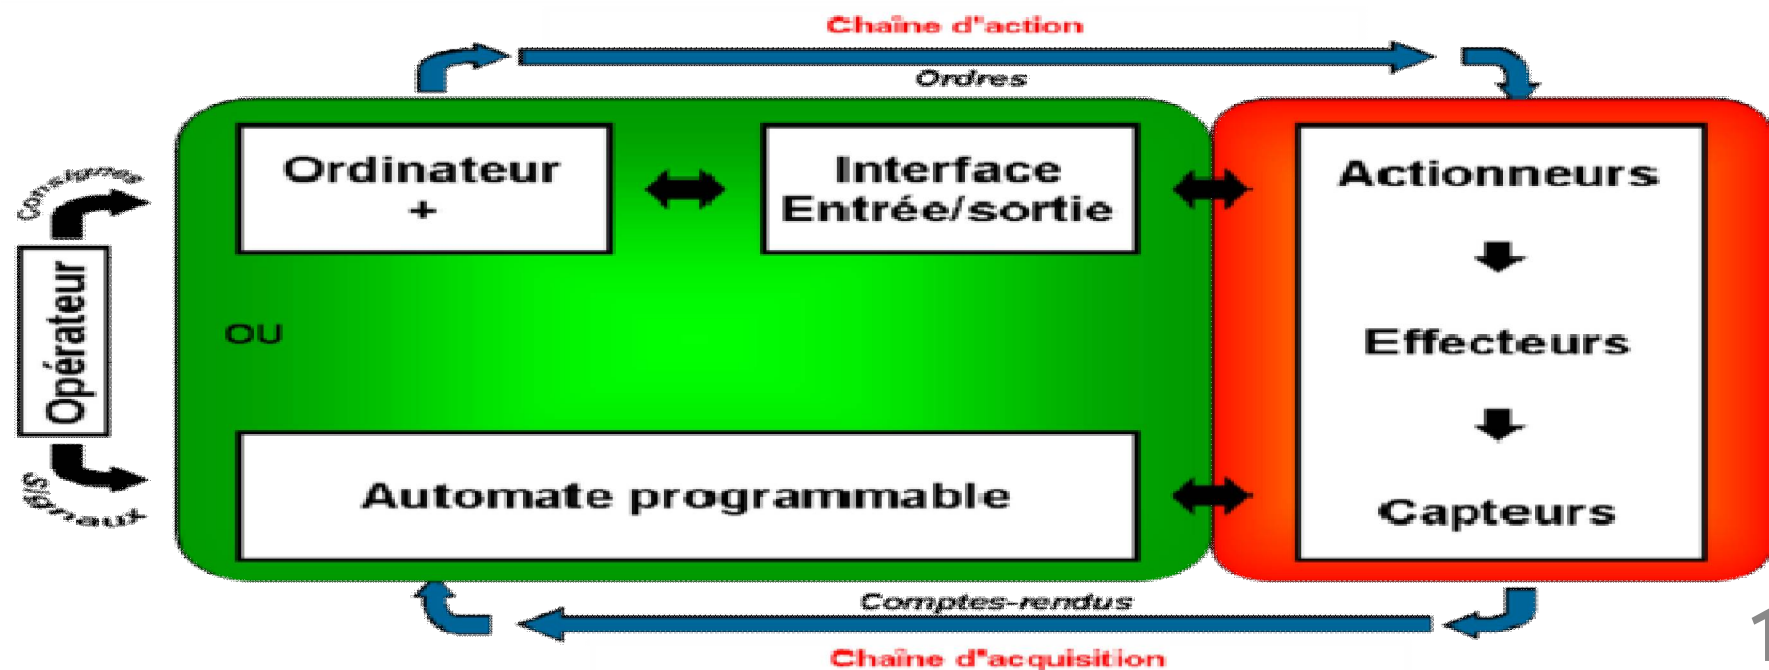 Chaîne d'action
Ordres
Consignes
Ordinateur
+
Interface
Entrée/sortie
Actionneurs
Opérateur
OU
Effecteurs
Automate programmable
Capteurs
Signaux
Comptes-rendus
Chaîne d'acquisition
1